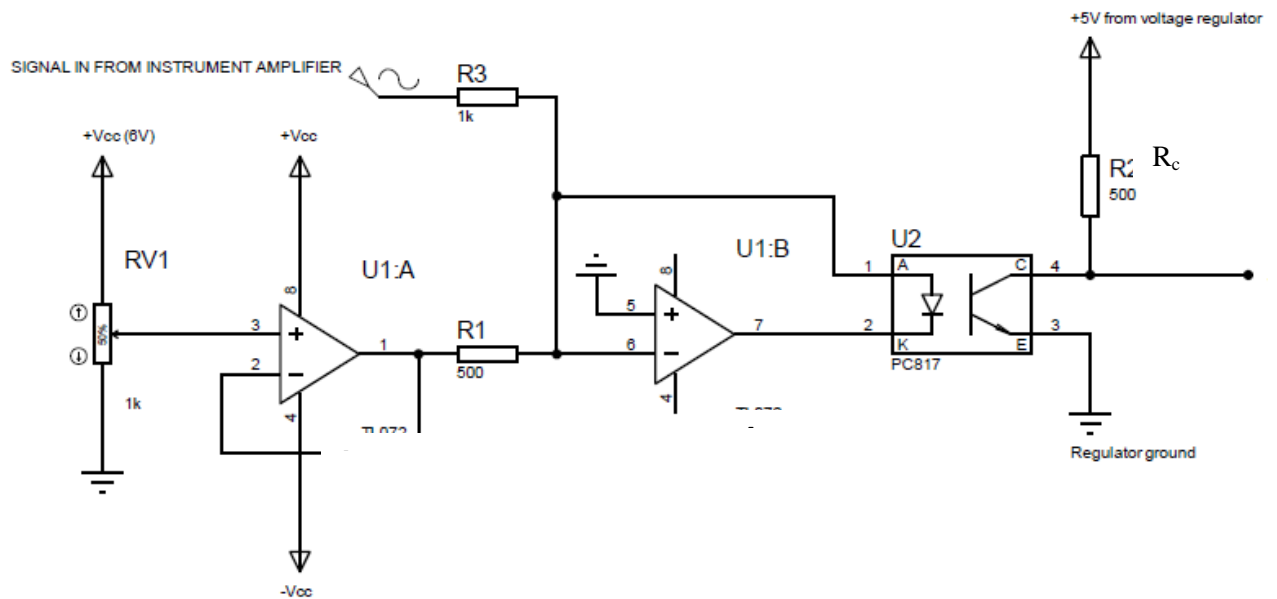 +5V from voltage regulator
SIGNAL IN FROM INSTRUMENT AMPLIFIER
R3
1k
+Vcc (6V)
+Vcc
R2
Rc
500
RV1
U1:A
U1:B
U2
8
8
1
A
C
4
50%
3
5
R1
1
7
2
6
500
2
K
E
3
PC817
1k
4
4
Regulator ground
-Vcc